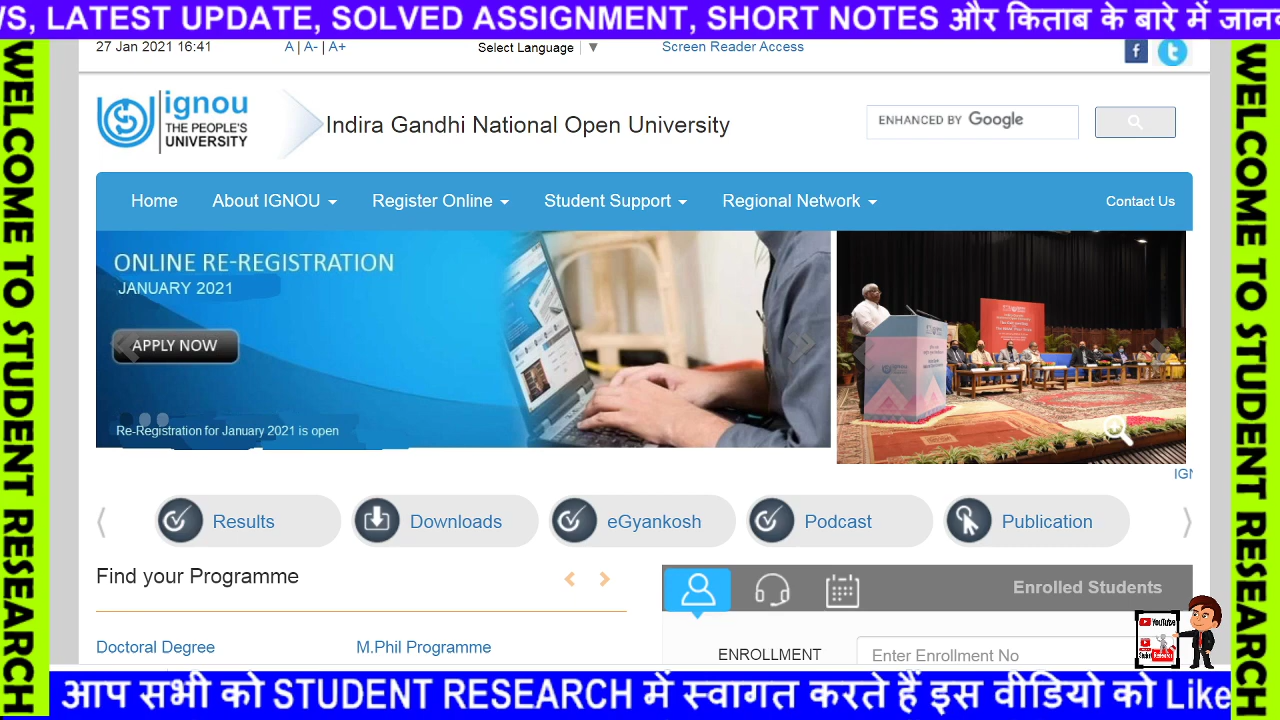 WS, LATEST UPDATE, SOLVED ASSIGNMENT, SHORT NOTES और किताब के बारे में जान
27 Jan 2021 16:41 A | A- | A+ Select Language ▼ Screen Reader Access
ignou
THE PEOPLE'S
UNIVERSITY
Indira Gandhi National Open University
ENHANCED BY Google
Home About IGNOU Register Online Student Support Regional Network Contact Us
ONLINE RE-REGISTRATION
JANUARY 2021
APPLY NOW
Re-Registration for January 2021 is open
IGN
Results Downloads eGyankosh Podcast Publication
Find your Programme
Enrolled Students
Doctoral Degree M.Phil Programme
ENROLLMENT Enter Enrollment No
YouTube
WELCOME TO STUDENT RESEARCH
WELCOME TO STUDENT RESEARCH
आप सभी को STUDENT RESEARCH में स्वागत करते हैं इस वीडियो को Like